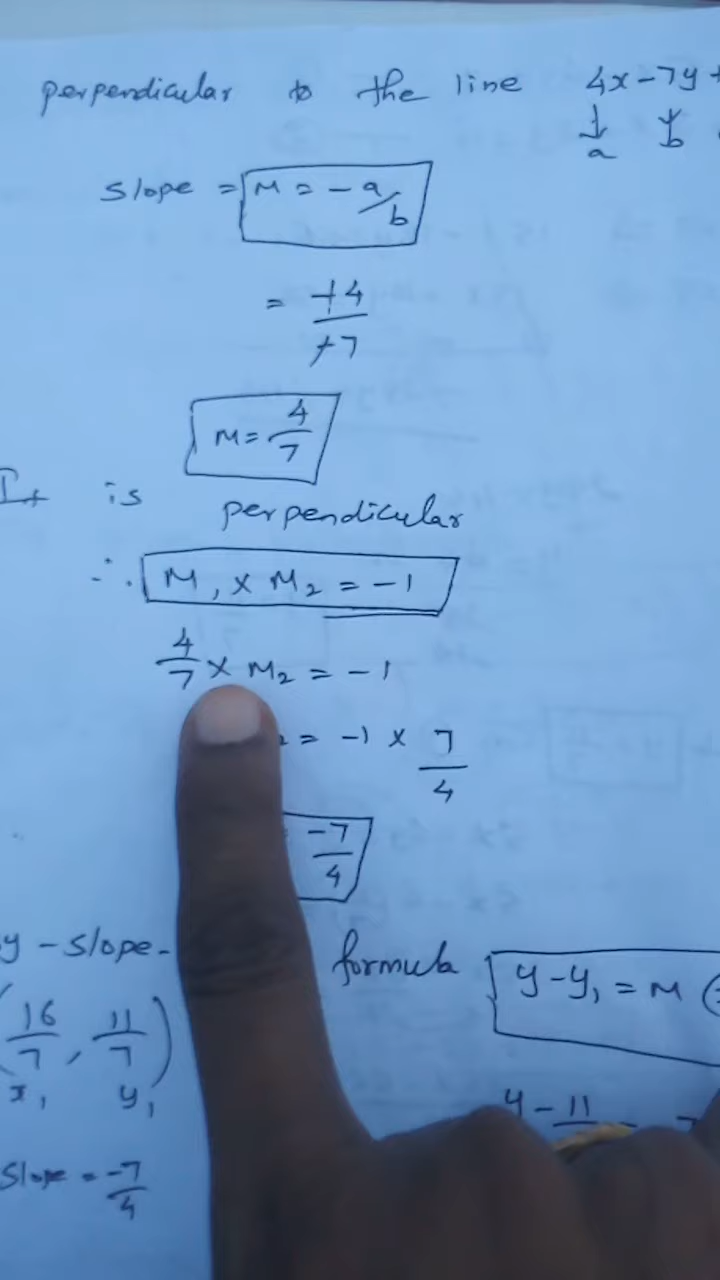 perpendicular to the line 4x-7y+
↓ ↓
a b
slope = M = -a/b
= -4/-7
M = 4/7
It is perpendicular
∴ M₁ × M₂ = -1
4/7 × M₂ = -1
₂ = -1 × 7/4
= -7/4
y-slope- formula y-y₁ = M (
(16/7, 11/7)
x₁ y₁
y - 11
Slope = -7/4